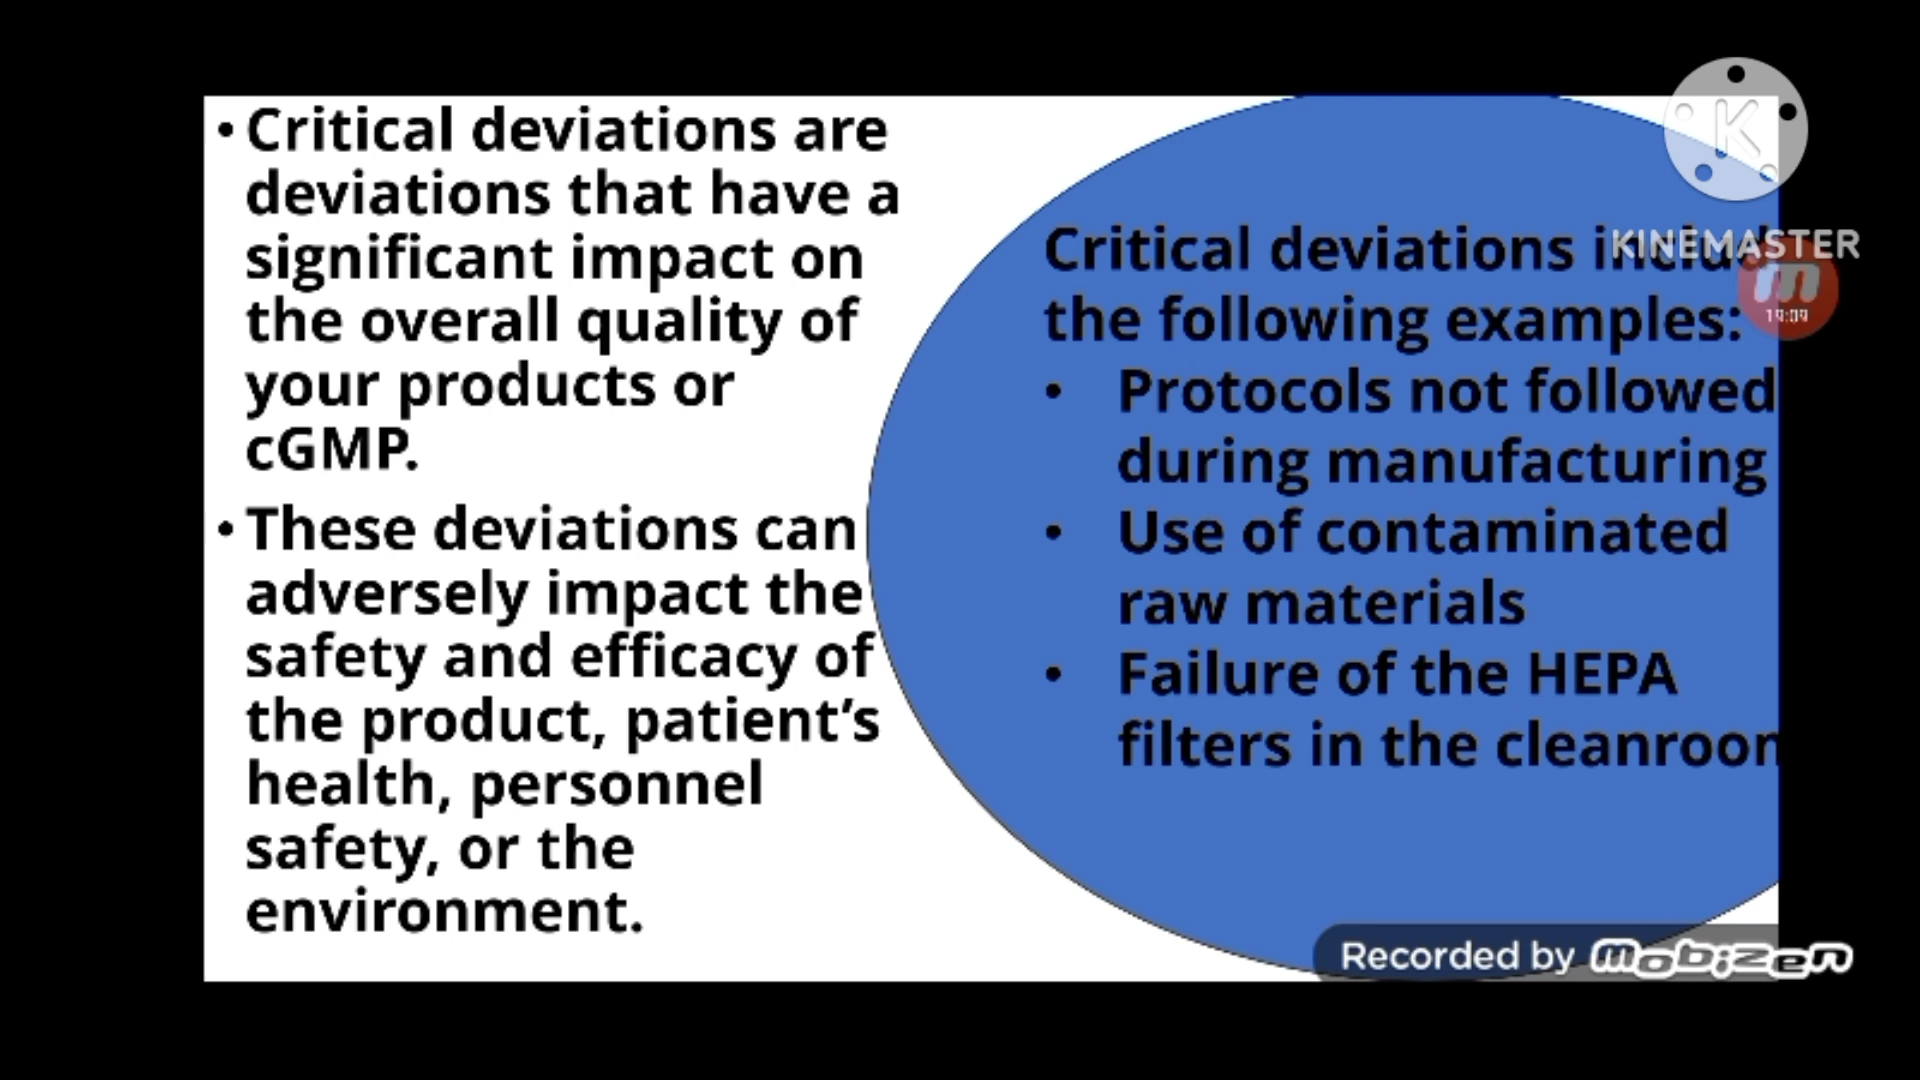 • Critical deviations are
deviations that have a
significant impact on
the overall quality of
your products or
cGMP.
• These deviations can
adversely impact the
safety and efficacy of
the product, patient’s
health, personnel
safety, or the
environment.
Critical deviations
the following examples:
• Protocols not followed
during manufacturing
• Use of contaminated
raw materials
• Failure of the HEPA
filters in the
K
KINEMASTER
m
19:09
Recorded by mobizen